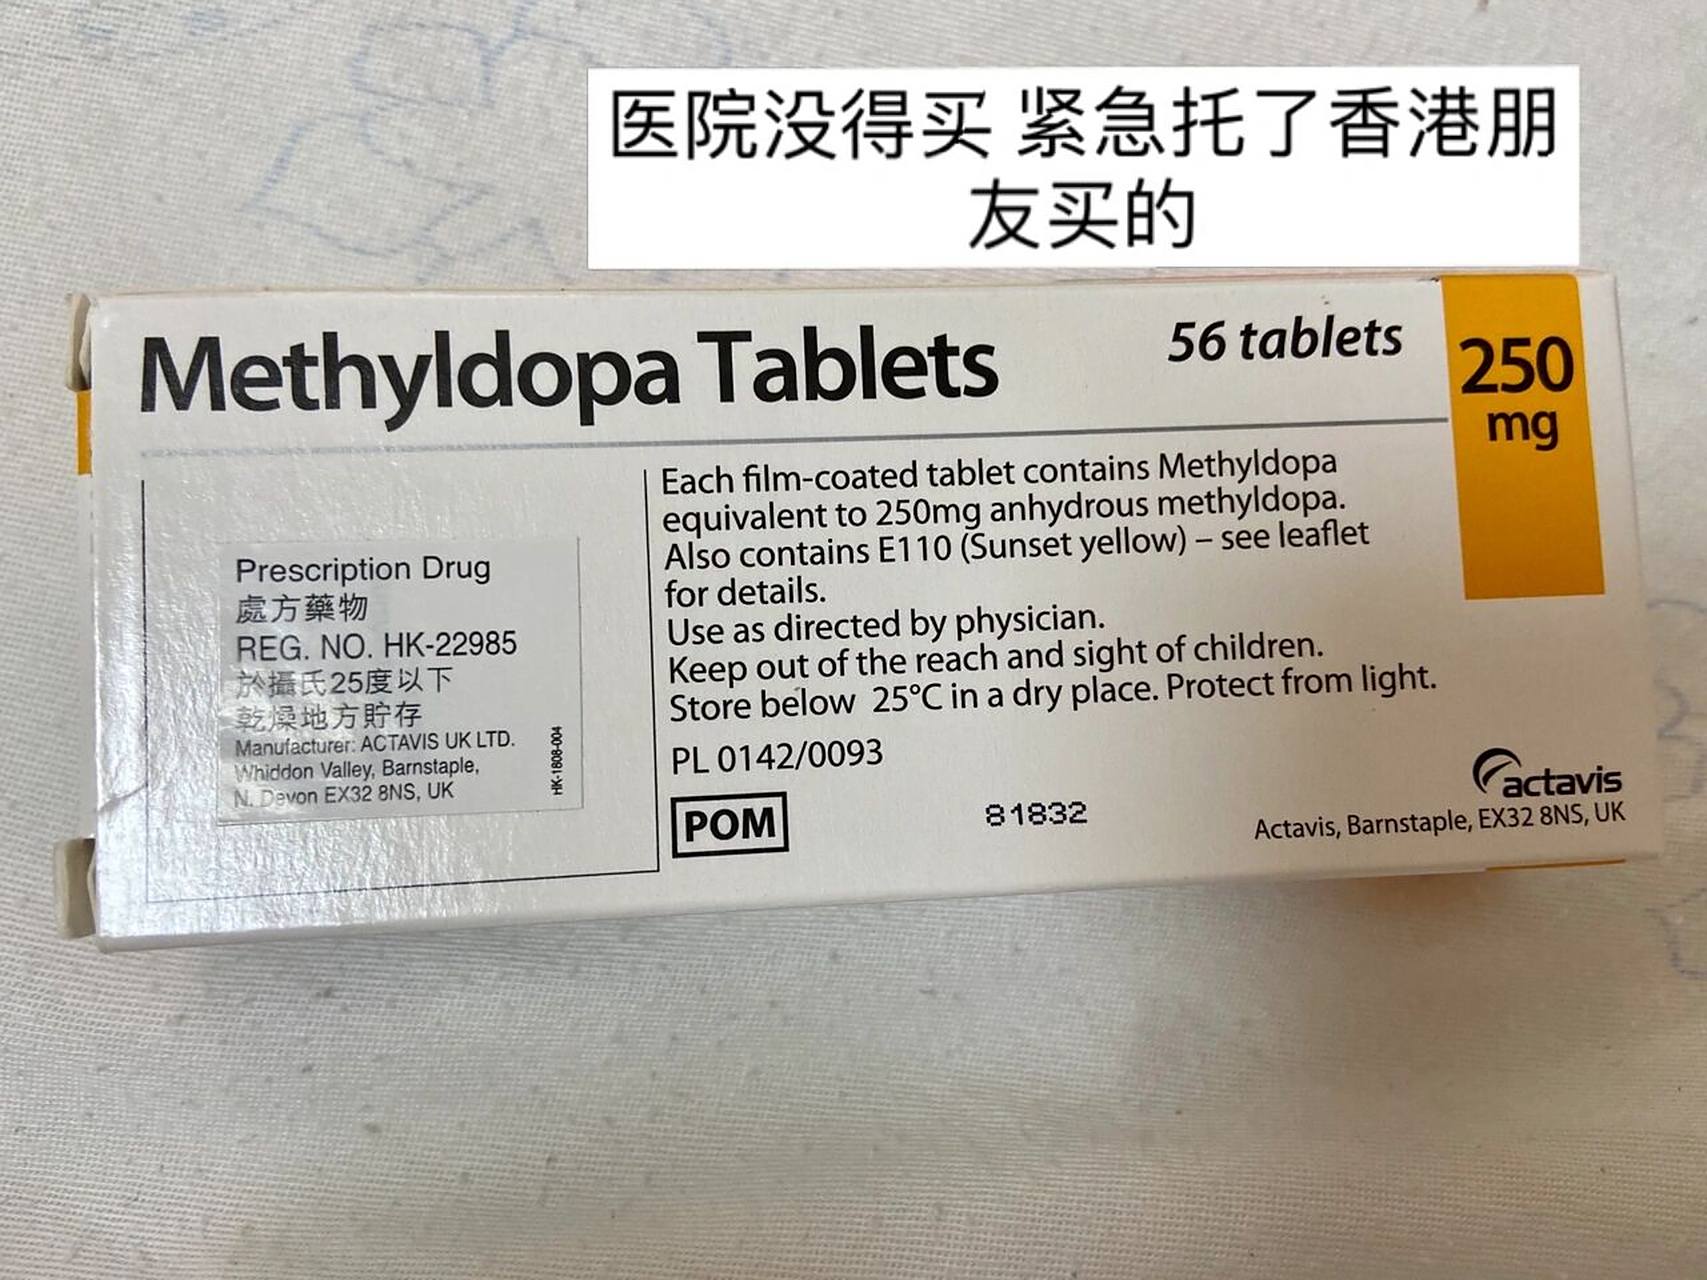 医院没得买 紧急托了香港朋
友买的
Methyldopa Tablets
56 tablets
250
mg
Each film-coated tablet contains Methyldopa
equivalent to 250mg anhydrous methyldopa.
Also contains E110 (Sunset yellow) – see leaflet
for details.
Use as directed by physician.
Keep out of the reach and sight of children.
Store below 25°C in a dry place. Protect from light.
PL 0142/0093
POM
81832
Prescription Drug
處方藥物
REG. NO. HK-22985
於攝氏25度以下
乾燥地方貯存
Manufacturer: ACTAVIS UK LTD.
Whiddon Valley, Barnstaple,
N. Devon EX32 8NS, UK
HK-1808-004
actavis
Actavis, Barnstaple, EX32 8NS, UK